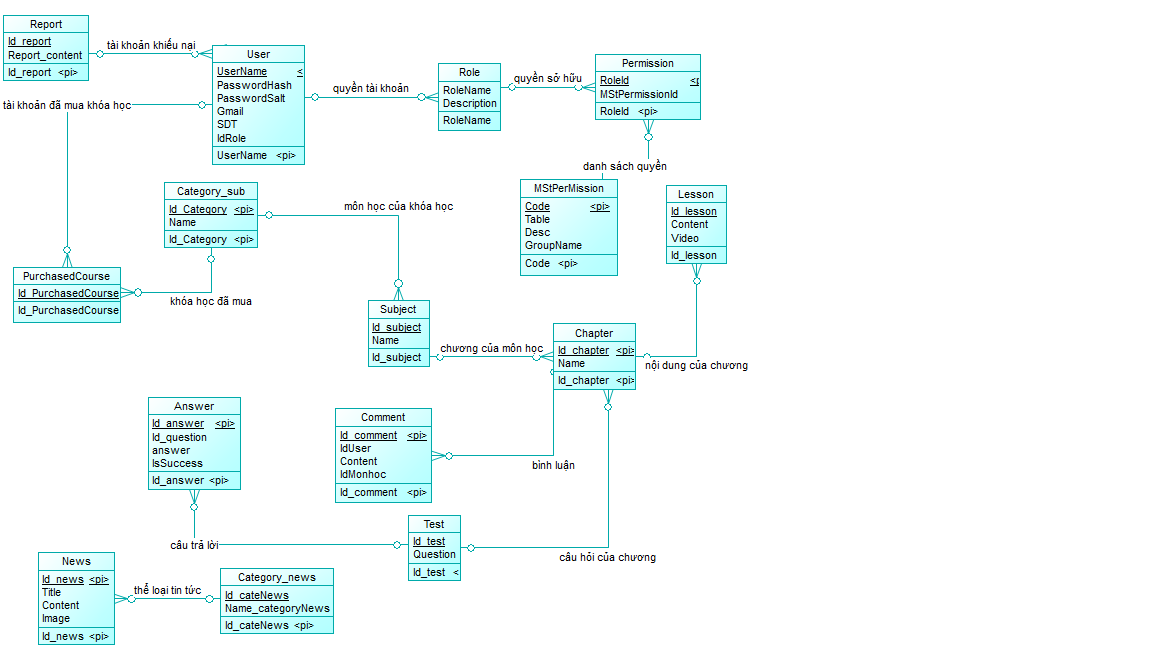 Report
Id_report
Report_content
Id_report <pi>
tài khoản khiếu nại
User
UserName <
PasswordHash
PasswordSalt
Gmail
SDT
IdRole
UserName <pi>
quyền tài khoản
Role
RoleName
Description
RoleName
quyền sở hữu
Permission
RoleId <p
MStPermissionId
RoleId <pi>
tài khoản đã mua khóa học
danh sách quyền
MStPerMission
Code <pi>
Table
Desc
GroupName
Code <pi>
Lesson
Id_lesson
Content
Video
Id_lesson
Category_sub
Id_Category <pi>
Name
Id_Category <pi>
môn học của khóa học
PurchasedCourse
Id_PurchasedCourse
Id_PurchasedCourse
khóa học đã mua
Subject
Id_subject
Name
Id_subject
chương của môn học
Chapter
Id_chapter <pi>
Name
Id_chapter <pi>
nội dung của chương
Answer
Id_answer <pi>
Id_question
answer
IsSuccess
Id_answer <pi>
Comment
Id_comment <pi>
IdUser
Content
IdMonhoc
Id_comment <pi>
bình luận
câu trả lời
Test
Id_test
Question
Id_test <
câu hỏi của chương
News
Id_news <pi>
Title
Content
Image
Id_news <pi>
thể loại tin tức
Category_news
Id_cateNews
Name_categoryNews
Id_cateNews <pi>